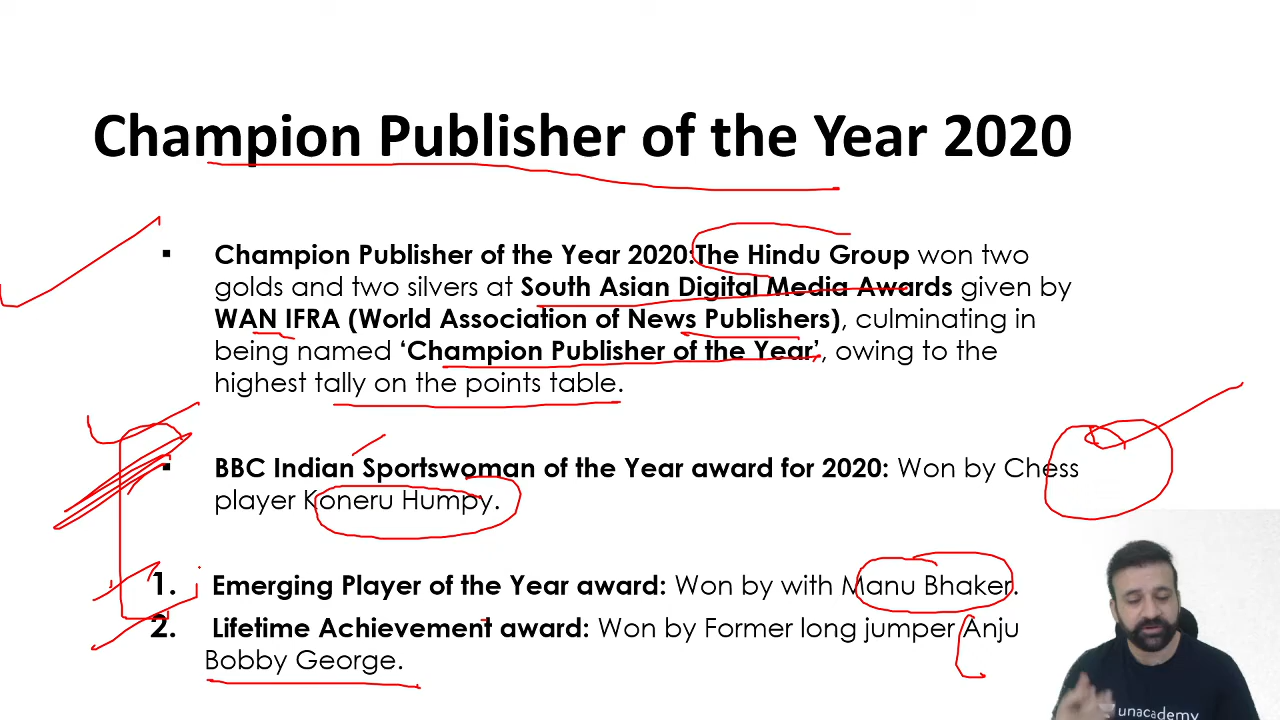 Champion Publisher of the Year 2020
▪ Champion Publisher of the Year 2020:The Hindu Group won two
golds and two silvers at South Asian Digital Media Awards given by
WAN IFRA (World Association of News Publishers), culminating in
being named ‘Champion Publisher of the Year’, owing to the
highest tally on the points table.
▪ BBC Indian Sportswoman of the Year award for 2020: Won by Chess
player Koneru Humpy.
1. Emerging Player of the Year award: Won by with Manu Bhaker.
2. Lifetime Achievement award: Won by Former long jumper Anju
Bobby George.
unacademy